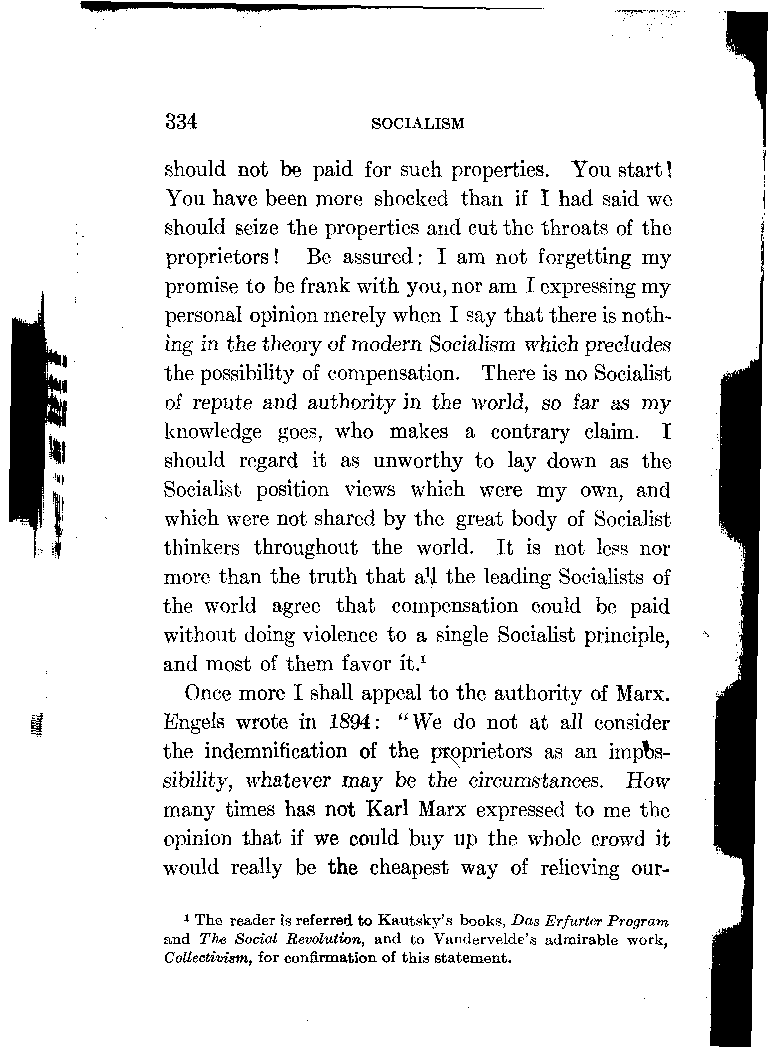 334 SOCIALISM
should not be paid for such properties. You start!
You have been more shocked than if I had said we
should seize the properties and cut the throats of the
proprietors! Be assured: I am not forgetting my
promise to be frank with you, nor am I expressing my
personal opinion merely when I say that there is noth-
ing in the theory of modern Socialism which precludes
the possibility of compensation. There is no Socialist
of repute and authority in the world, so far as my
knowledge goes, who makes a contrary claim. I
should regard it as unworthy to lay down as the
Socialist position views which were my own, and
which were not shared by the great body of Socialist
thinkers throughout the world. It is not less nor
more than the truth that all the leading Socialists of
the world agree that compensation could be paid
without doing violence to a single Socialist principle,
and most of them favor it.¹
Once more I shall appeal to the authority of Marx.
Engels wrote in 1894: "We do not at all consider
the indemnification of the proprietors as an impos-
sibility, whatever may be the circumstances. How
many times has not Karl Marx expressed to me the
opinion that if we could buy up the whole crowd it
would really be the cheapest way of relieving our-
¹ The reader is referred to Kautsky's books, Das Erfurter Program
and The Social Revolution, and to Vandervelde's admirable work,
Collectivism, for confirmation of this statement.